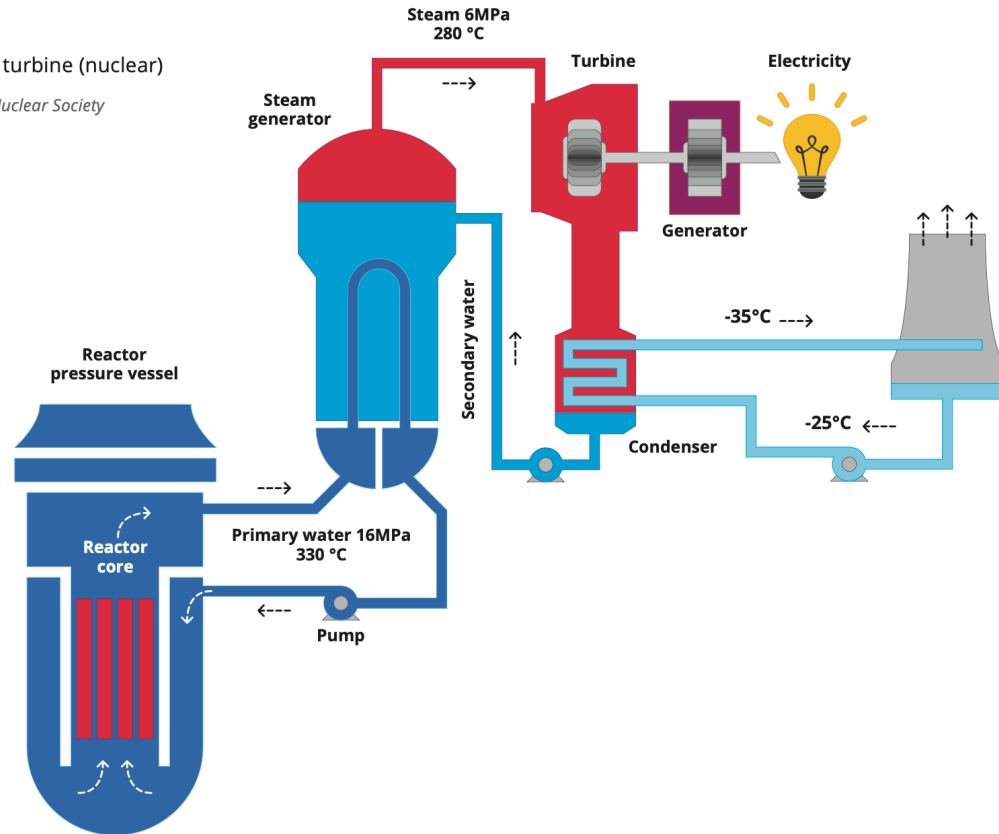 Steam 6MPa
280 °C
turbine (nuclear)
Nuclear Society
Steam
generator
Turbine
Electricity
Generator
Secondary water
-35°C
-25°C
Condenser
Reactor
pressure vessel
Primary water 16MPa
330 °C
Reactor
core
Pump